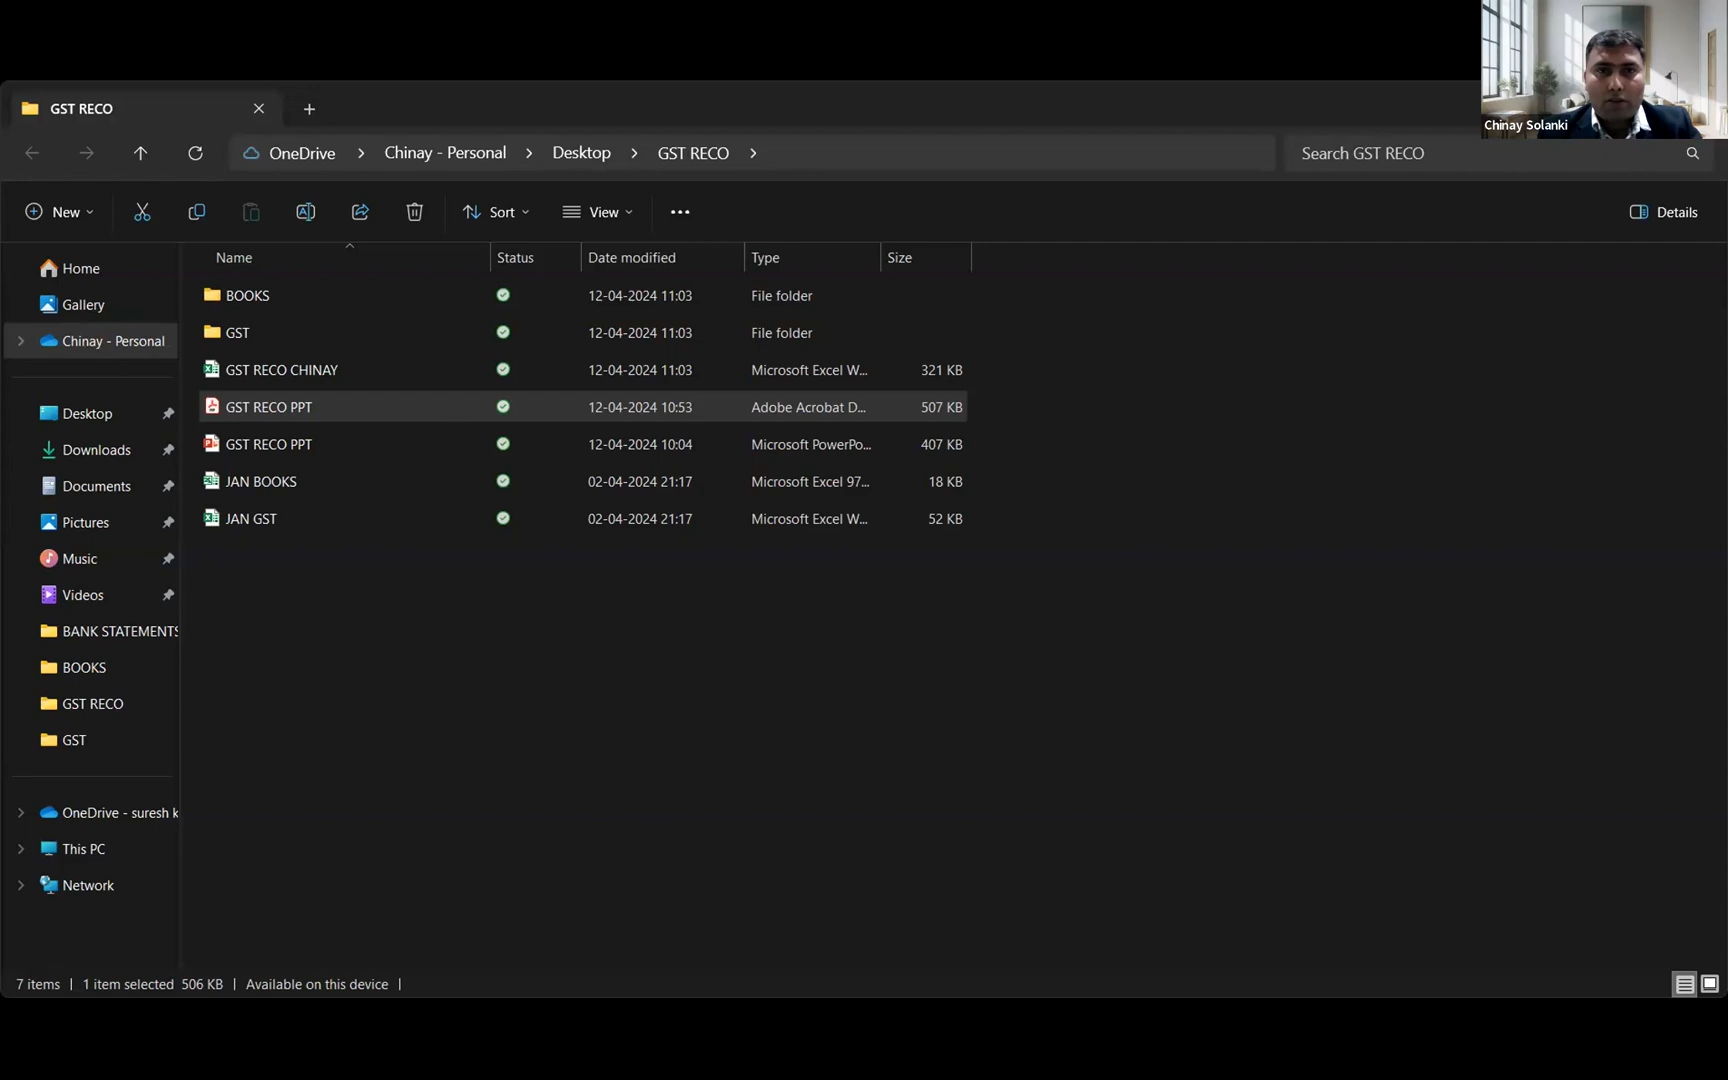 Chinay Solanki
GST RECO
OneDrive > Chinay - Personal > Desktop > GST RECO >
Search GST RECO
New
Sort
View
Details
Name Status Date modified Type Size
BOOKS 12-04-2024 11:03 File folder
GST 12-04-2024 11:03 File folder
GST RECO CHINAY 12-04-2024 11:03 Microsoft Excel W... 321 KB
GST RECO PPT 12-04-2024 10:53 Adobe Acrobat D... 507 KB
GST RECO PPT 12-04-2024 10:04 Microsoft PowerPo... 407 KB
JAN BOOKS 02-04-2024 21:17 Microsoft Excel 97... 18 KB
JAN GST 02-04-2024 21:17 Microsoft Excel W... 52 KB
Home
Gallery
Chinay - Personal
Desktop
Downloads
Documents
Pictures
Music
Videos
BANK STATEMENTS
BOOKS
GST RECO
GST
OneDrive - suresh k
This PC
Network
7 items | 1 item selected 506 KB | Available on this device |